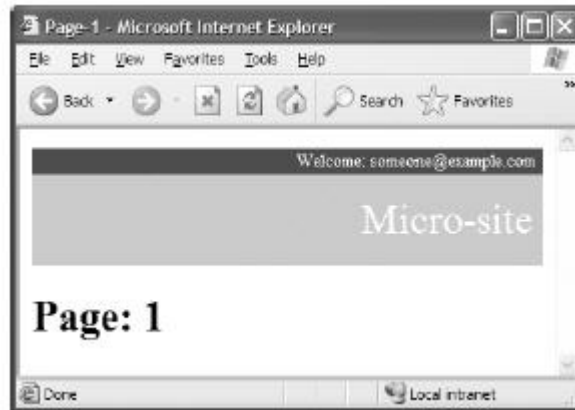 Page-1 - Microsoft Internet Explorer
File Edit View Favorites Tools Help
Back Search Favorites »
Welcome: someone@example.com
Micro-site
Page: 1
Done Local intranet